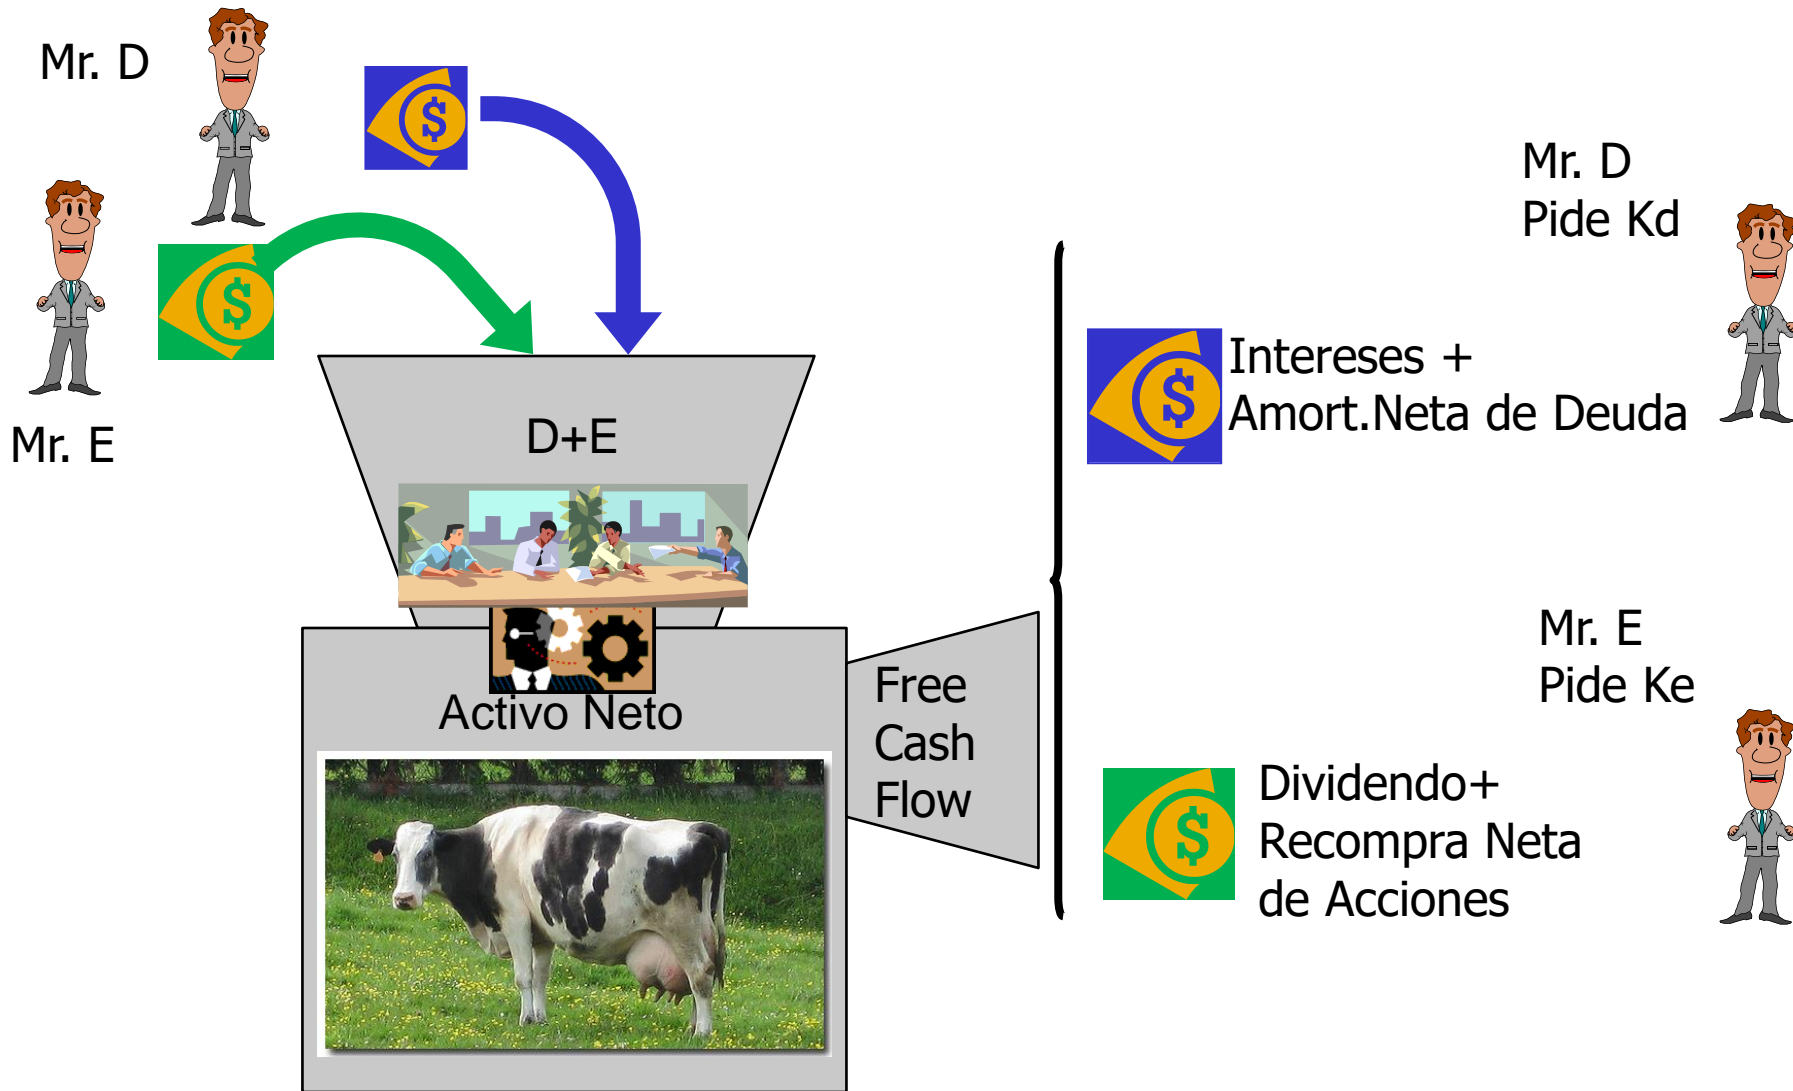 Mr. D
$
$
Mr. E
D+E
Activo Neto
Free
Cash
Flow
Mr. D
Pide Kd
$
Intereses +
Amort.Neta de Deuda
Mr. E
Pide Ke
$
Dividendo+
Recompra Neta
de Acciones